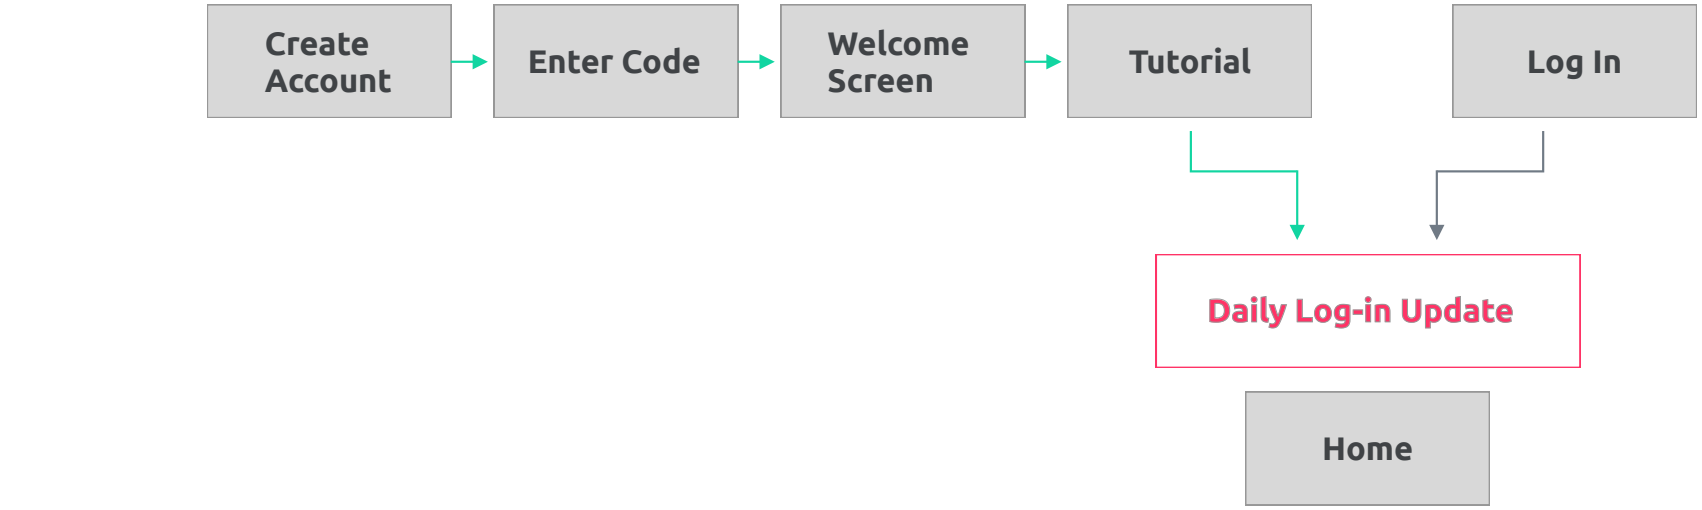 Create
Account
Enter Code
Welcome
Screen
Tutorial
Log In
Daily Log-in Update
Home